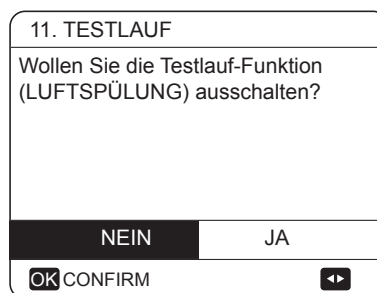 11. TESTLAUF
Wollen Sie die Testlauf-Funktion
(LUFTSPÜLUNG) ausschalten?
NEIN JA
OK CONFIRM